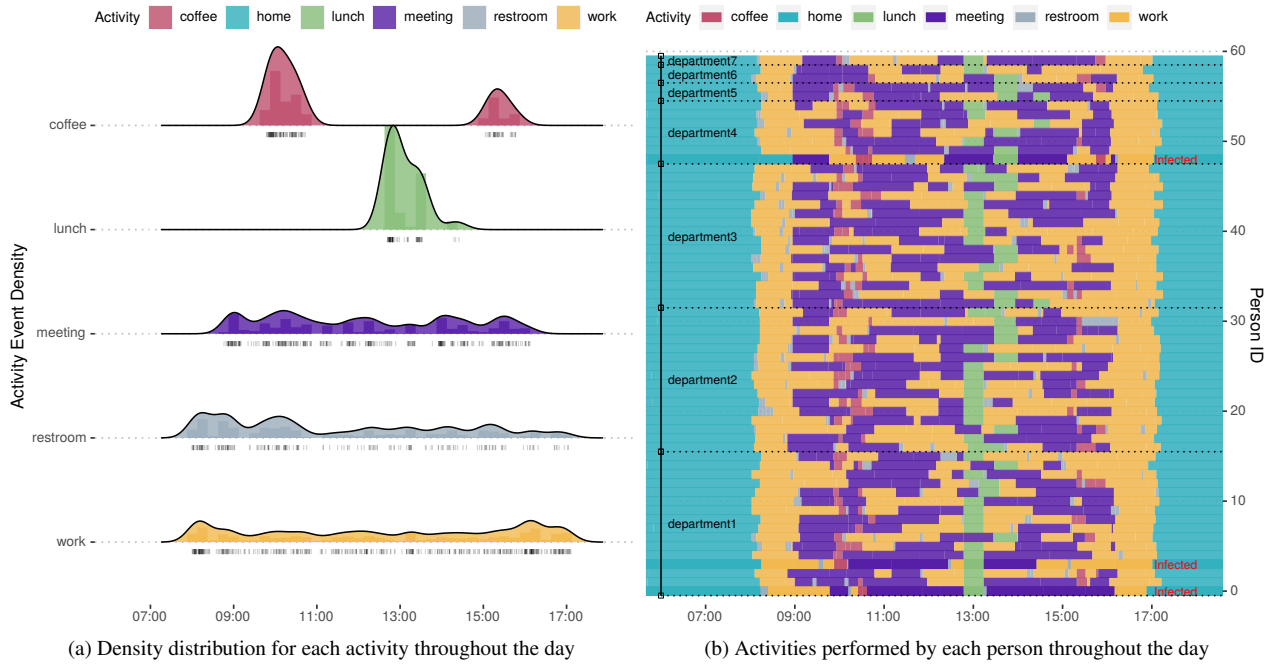 Activity coffee home lunch meeting restroom work
coffee
lunch
meeting
restroom
work
Activity Event Density
07:00 09:00 11:00 13:00 15:00 17:00
(a) Density distribution for each activity throughout the day
Activity coffee home lunch meeting restroom work
department7
department6
department5
department4
Infected
department3
department2
department1
Infected
Infected
60
50
40
30
20
10
0
Person ID
07:00 09:00 11:00 13:00 15:00 17:00
(b) Activities performed by each person throughout the day